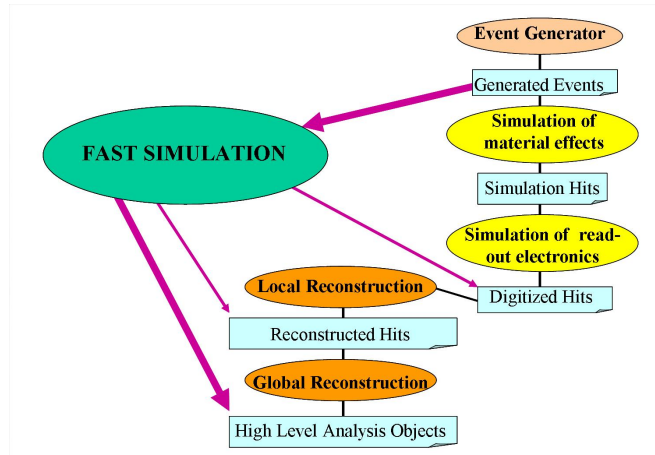 Event Generator
Generated Events
Simulation of
material effects
FAST SIMULATION
Simulation Hits
Simulation of read-
out electronics
Local Reconstruction
Digitized Hits
Reconstructed Hits
Global Reconstruction
High Level Analysis Objects